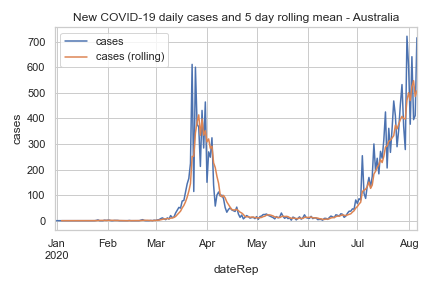 New COVID-19 daily cases and 5 day rolling mean - Australia
cases
cases (rolling)
700
600
500
400
300
200
100
0
cases
Jan
2020
Feb
Mar
Apr
May
Jun
Jul
Aug
dateRep